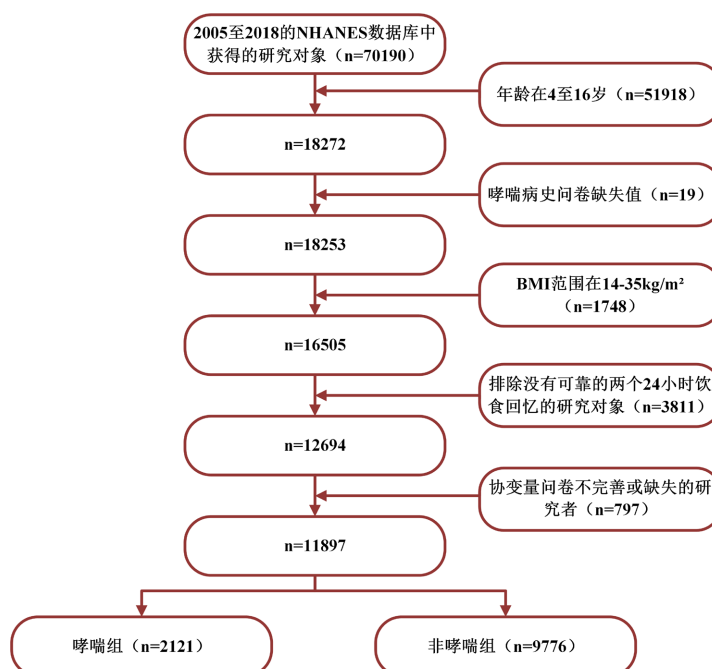 2005至2018的NHANES数据库中
获得的研究对象（n=70190）
年龄在4至16岁（n=51918）
n=18272
哮喘病史问卷缺失值（n=19）
n=18253
BMI范围在14-35kg/m²
（n=1748）
n=16505
排除没有可靠的两个24小时饮
食回忆的研究对象（n=3811）
n=12694
协变量问卷不完善或缺失的研
究者（n=797）
n=11897
哮喘组（n=2121）
非哮喘组（n=9776）